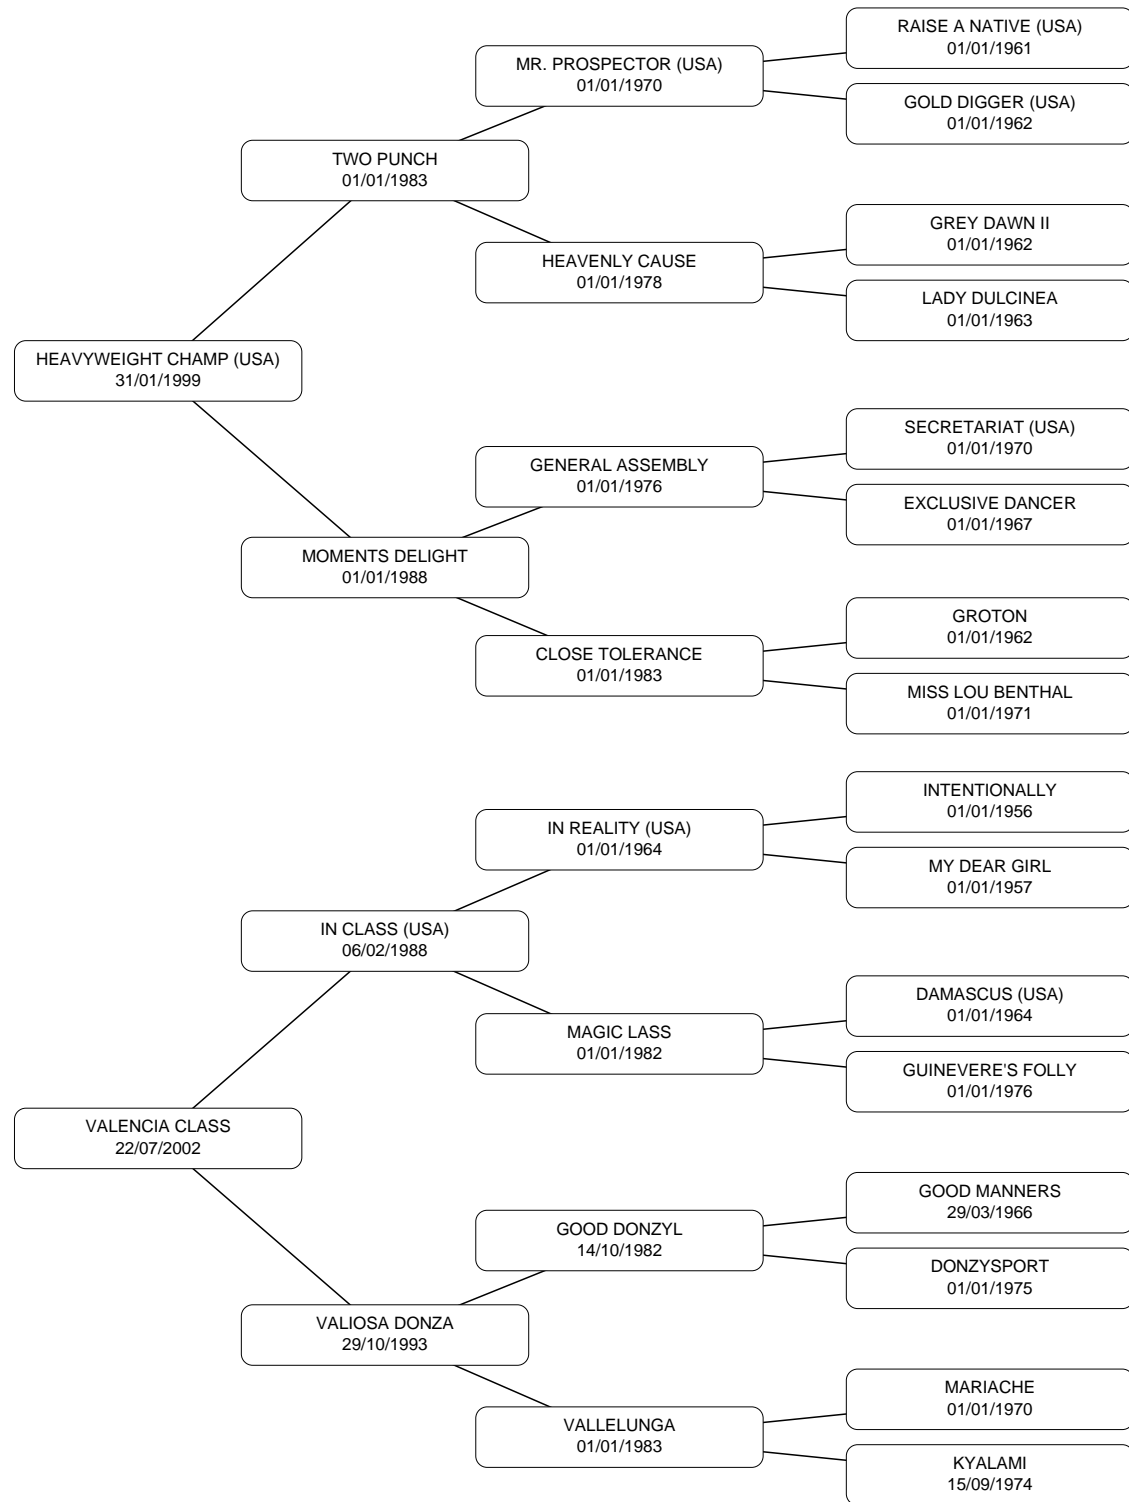 RAISE A NATIVE (USA)
01/01/1961
MR. PROSPECTOR (USA)
01/01/1970
GOLD DIGGER (USA)
01/01/1962
TWO PUNCH
01/01/1983
GREY DAWN II
01/01/1962
HEAVENLY CAUSE
01/01/1978
LADY DULCINEA
01/01/1963
HEAVYWEIGHT CHAMP (USA)
31/01/1999
SECRETARIAT (USA)
01/01/1970
GENERAL ASSEMBLY
01/01/1976
EXCLUSIVE DANCER
01/01/1967
MOMENTS DELIGHT
01/01/1988
GROTON
01/01/1962
CLOSE TOLERANCE
01/01/1983
MISS LOU BENTHAL
01/01/1971
INTENTIONALLY
01/01/1956
IN REALITY (USA)
01/01/1964
MY DEAR GIRL
01/01/1957
IN CLASS (USA)
06/02/1988
DAMASCUS (USA)
01/01/1964
MAGIC LASS
01/01/1982
GUINEVERE'S FOLLY
01/01/1976
VALENCIA CLASS
22/07/2002
GOOD MANNERS
29/03/1966
GOOD DONZYL
14/10/1982
DONZYSPORT
01/01/1975
VALIOSA DONZA
29/10/1993
MARIACHE
01/01/1970
VALLELUNGA
01/01/1983
KYALAMI
15/09/1974